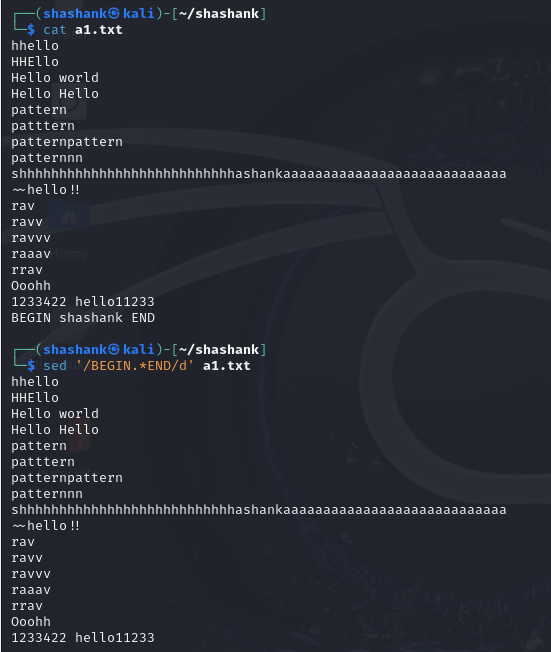 ┌──(shashank㉿kali)-[~/shashank]
└─$ cat a1.txt
hhello
HHEllo
Hello world
Hello Hello
pattern
patttern
patternpattern
patternnn
shhhhhhhhhhhhhhhhhhhhhhhhhhhashankaaaaaaaaaaaaaaaaaaaaaaaaaaaa
~~hello!!
rav
ravv
ravvv
raaav
rrav
Ooohh
1233422 hello11233
BEGIN shashank END
┌──(shashank㉿kali)-[~/shashank]
└─$ sed '/BEGIN.*END/d' a1.txt
hhello
HHEllo
Hello world
Hello Hello
pattern
patttern
patternpattern
patternnn
shhhhhhhhhhhhhhhhhhhhhhhhhhhashankaaaaaaaaaaaaaaaaaaaaaaaaaaaa
~~hello!!
rav
ravv
ravvv
raaav
rrav
Ooohh
1233422 hello11233